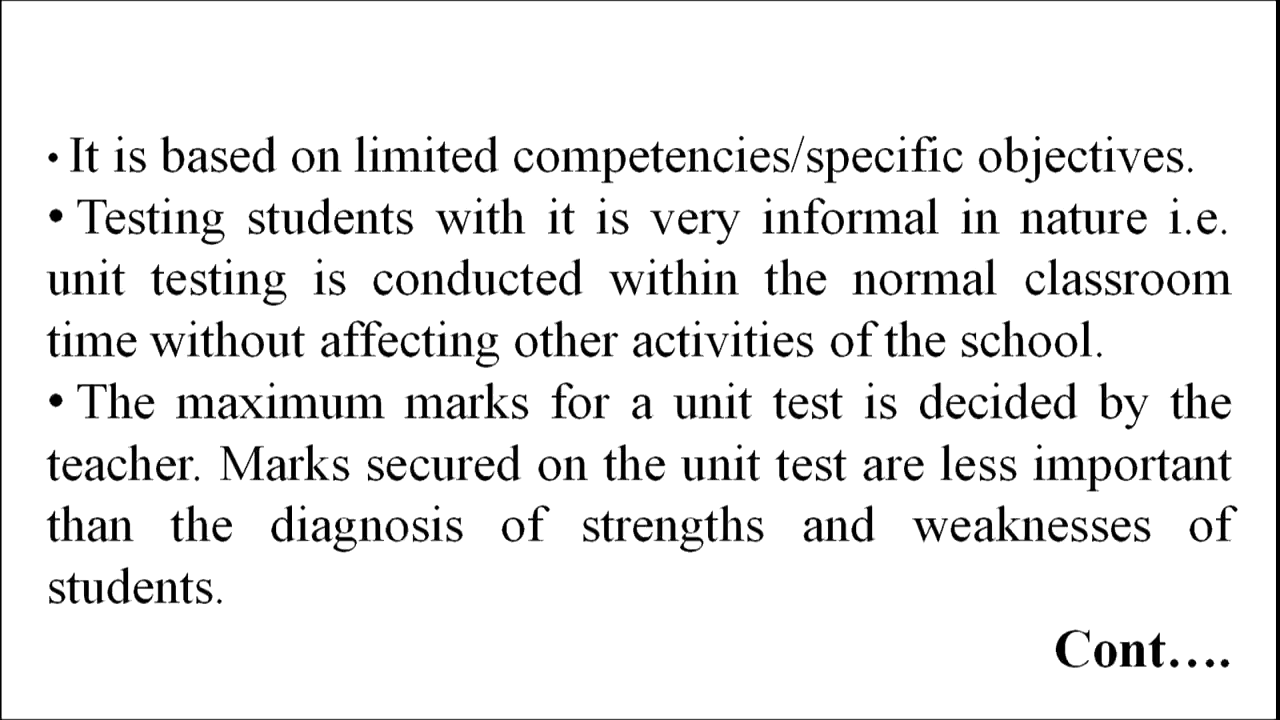 • It is based on limited competencies/specific objectives.
• Testing students with it is very informal in nature i.e.
unit testing is conducted within the normal classroom
time without affecting other activities of the school.
• The maximum marks for a unit test is decided by the
teacher. Marks secured on the unit test are less important
than the diagnosis of strengths and weaknesses of
students.
Cont....